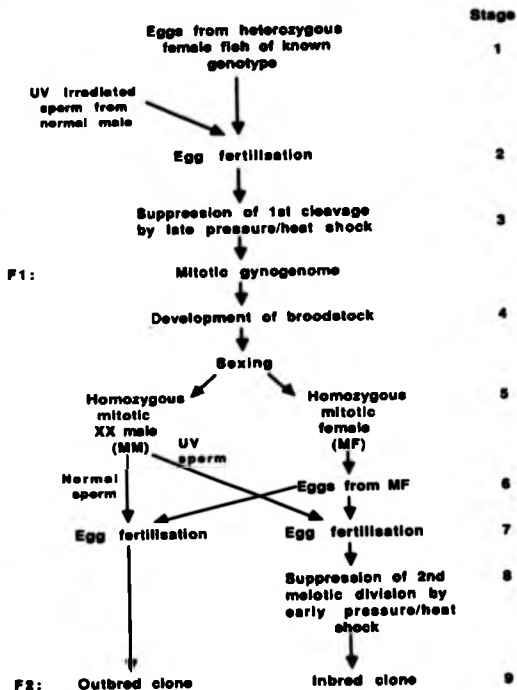 Stage
Eggs from heterozygous
female fish of known
genotype
1
UV Irradiated
sperm from
normal male
Egg fertilisation
2
Suppression of 1st cleavage
by late pressure/heat shock
3
F1:
Mitotic gynogenome
Development of broodstock
4
Sexing
Homozygous
mitotic
XX male
(MM)
Homozygous
mitotic
female
(MF)
5
UV
sperm
Normal
sperm
Eggs from MF
6
Egg fertilisation
Egg fertilisation
7
Suppression of 2nd
meiotic division by
early pressure/heat
shock
8
F2:
Outbred clone
Inbred clone
9